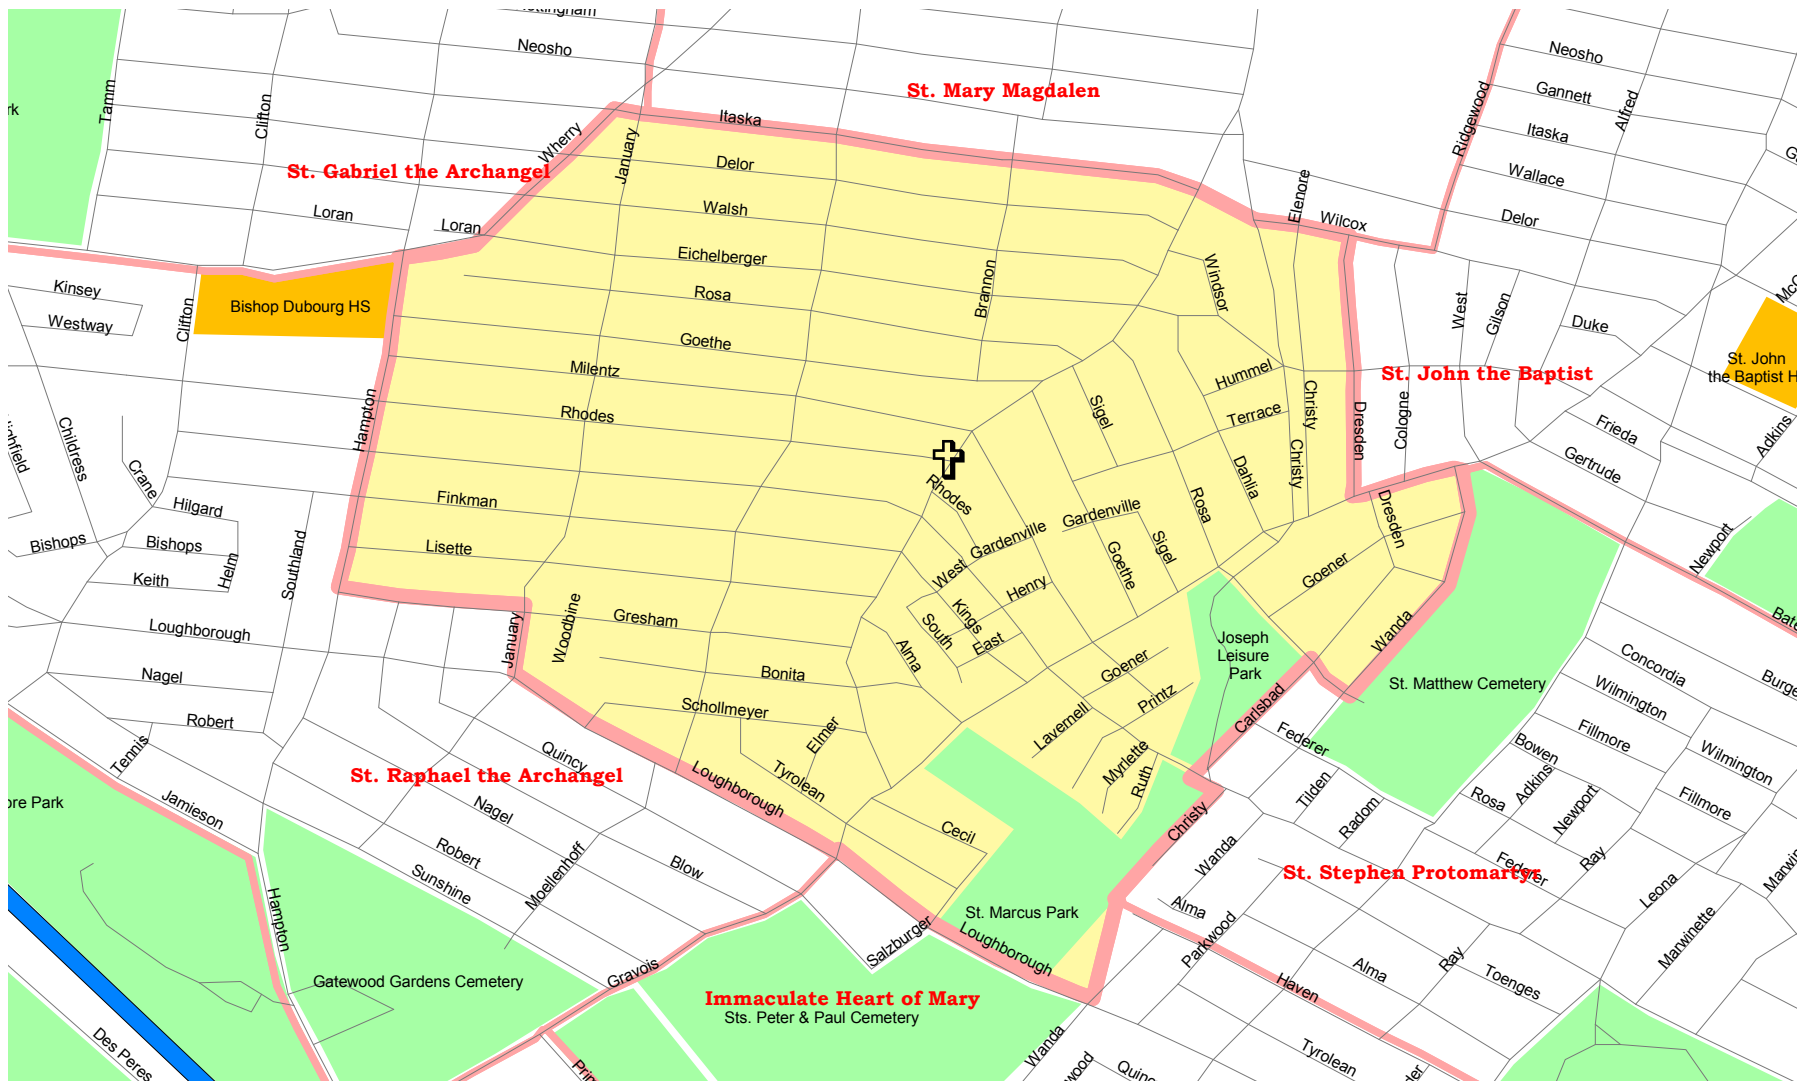 Neosho
St. Mary Magdalen
Neosho
Gannett
Itaska
Wallace
Delor
Alfred
Ridgewood
Tamm
Clifton
Wherry
January
Itaska
Delor
St. Gabriel the Archangel
Loran
Loran
Walsh
Eichelberger
Rosa
Goethe
Milentz
Rhodes
Brannon
Windsor
Elenore
Wilcox
Kinsey
Westway
Clifton
Bishop Dubourg HS
Hampton
West
Gilson
Duke
St. John
the Baptist H
St. John the Baptist
Hummel
Terrace
Sigel
Christy
Christy
Dresden
Cologne
Frieda
Gertrude
Adkins
Childress
Crane
Hilgard
Bishops
Bishops
Keith
Helm
Southland
Finkman
Lisette
Rhodes
Gardenville
Gardenville
Rosa
Dahlia
Dresden
Goener
Newport
West
Henry
Kings
South
East
Goethe
Sigel
Loughborough
January
Woodbine
Gresham
Alma
Joseph
Leisure
Park
Wanda
Concordia
Nagel
Bonita
Goener
Printz
Lavernell
Carlsbad
St. Matthew Cemetery
Wilmington
Robert
Schollmeyer
Elmer
Federer
Fillmore
Bowen
Wilmington
Tennis
Quincy
St. Raphael the Archangel
Tyrolean
Myrlette
Ruth
Tilden
Rosa
Adkins
Newport
Fillmore
ore Park
Jamieson
Nagel
Loughborough
Cecil
Christy
Radom
Robert
Sunshine
Moellenhoff
Blow
Wanda
St. Stephen Protomartyr
Federer
Ray
Leona
Hampton
Salzburger
St. Marcus Park
Loughborough
Alma
Parkwood
Alma
Ray
Toenges
Marwinette
Gatewood Gardens Cemetery
Gravois
Immaculate Heart of Mary
Sts. Peter & Paul Cemetery
Haven
Des Peres
Wanda
Tyrolean